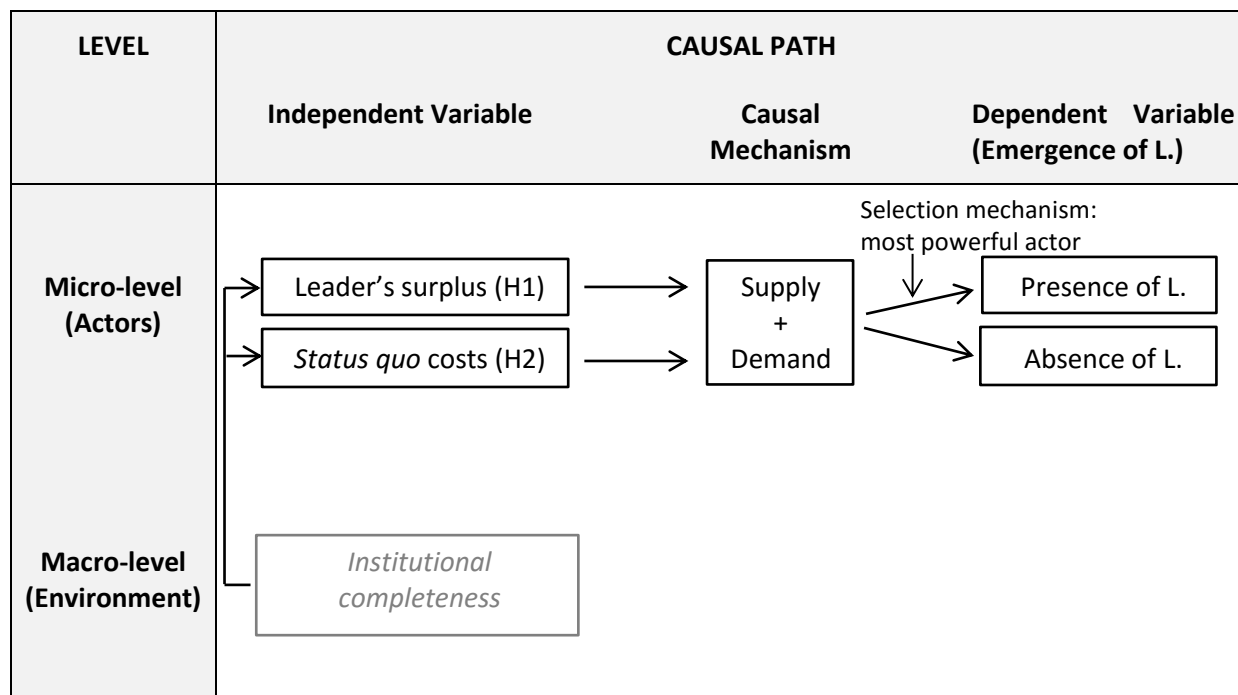 LEVEL
CAUSAL PATH
Independent Variable
Causal
Mechanism
Dependent Variable
(Emergence of L.)
Selection mechanism:
most powerful actor
Micro-level
(Actors)
Leader’s surplus (H1)
Status quo costs (H2)
Supply
+
Demand
Presence of L.
Absence of L.
Macro-level
(Environment)
Institutional
completeness